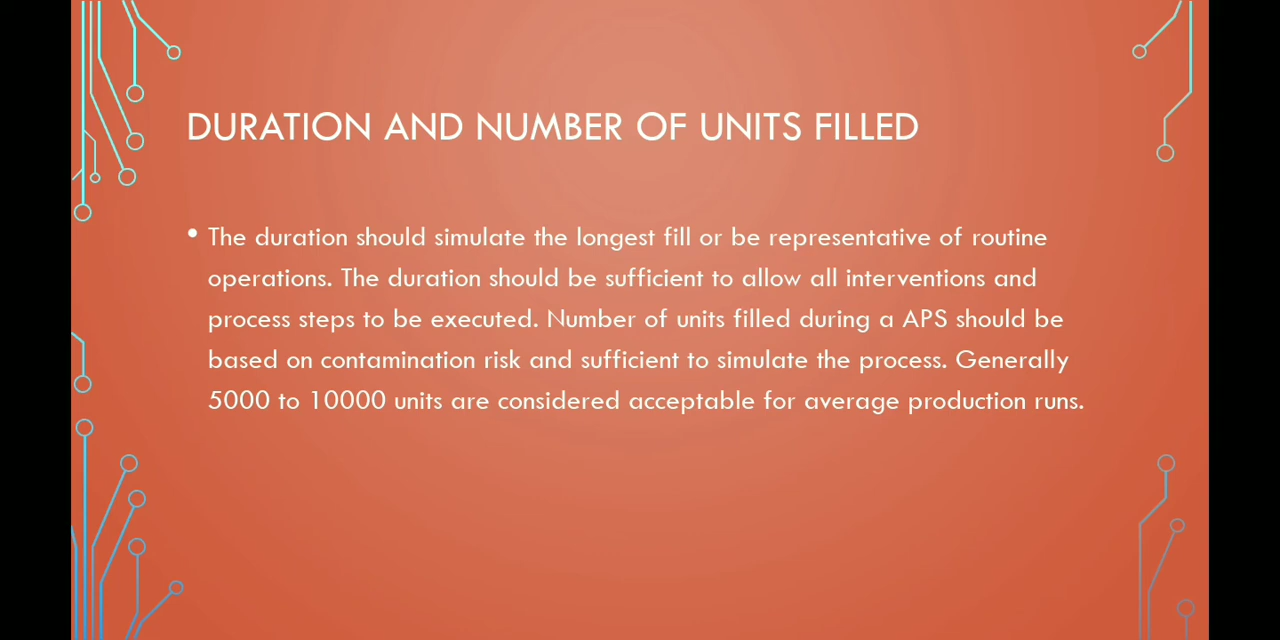 DURATION AND NUMBER OF UNITS FILLED
• The duration should simulate the longest fill or be representative of routine
operations. The duration should be sufficient to allow all interventions and
process steps to be executed. Number of units filled during a APS should be
based on contamination risk and sufficient to simulate the process. Generally
5000 to 10000 units are considered acceptable for average production runs.